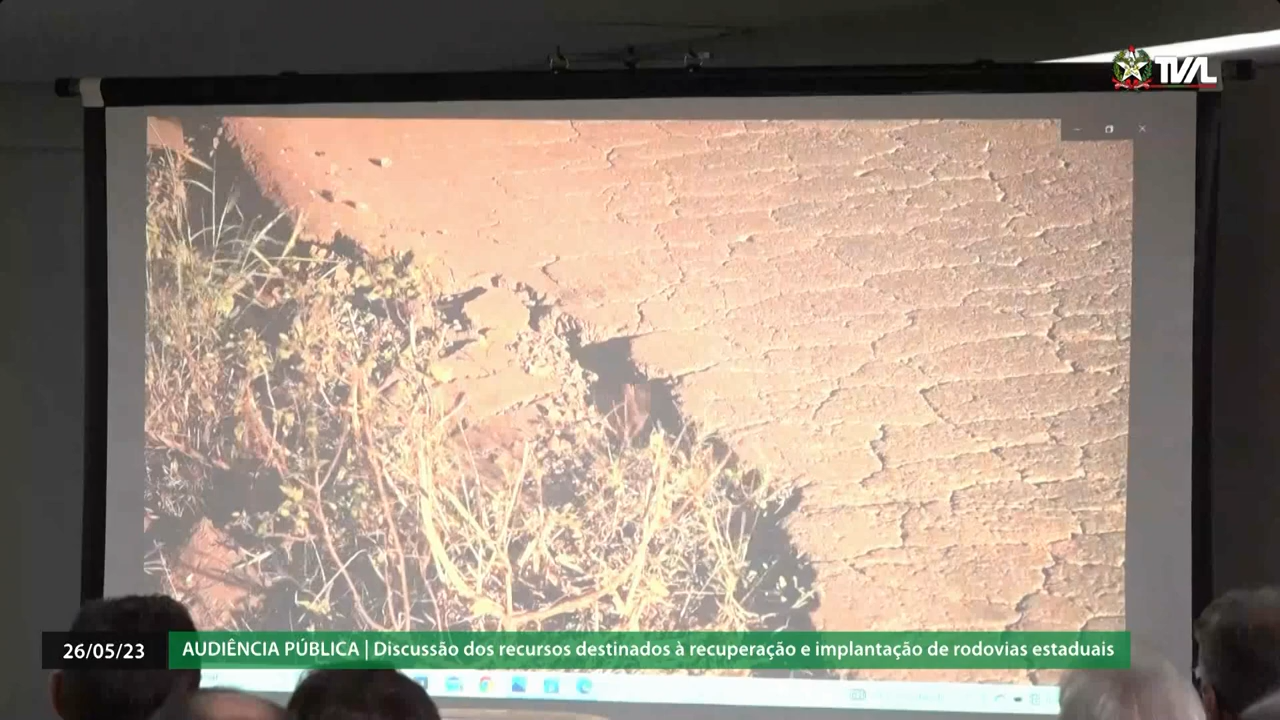 TVAL
26/05/23
AUDIÊNCIA PÚBLICA | Discussão dos recursos destinados à recuperação e implantação de rodovias estaduais